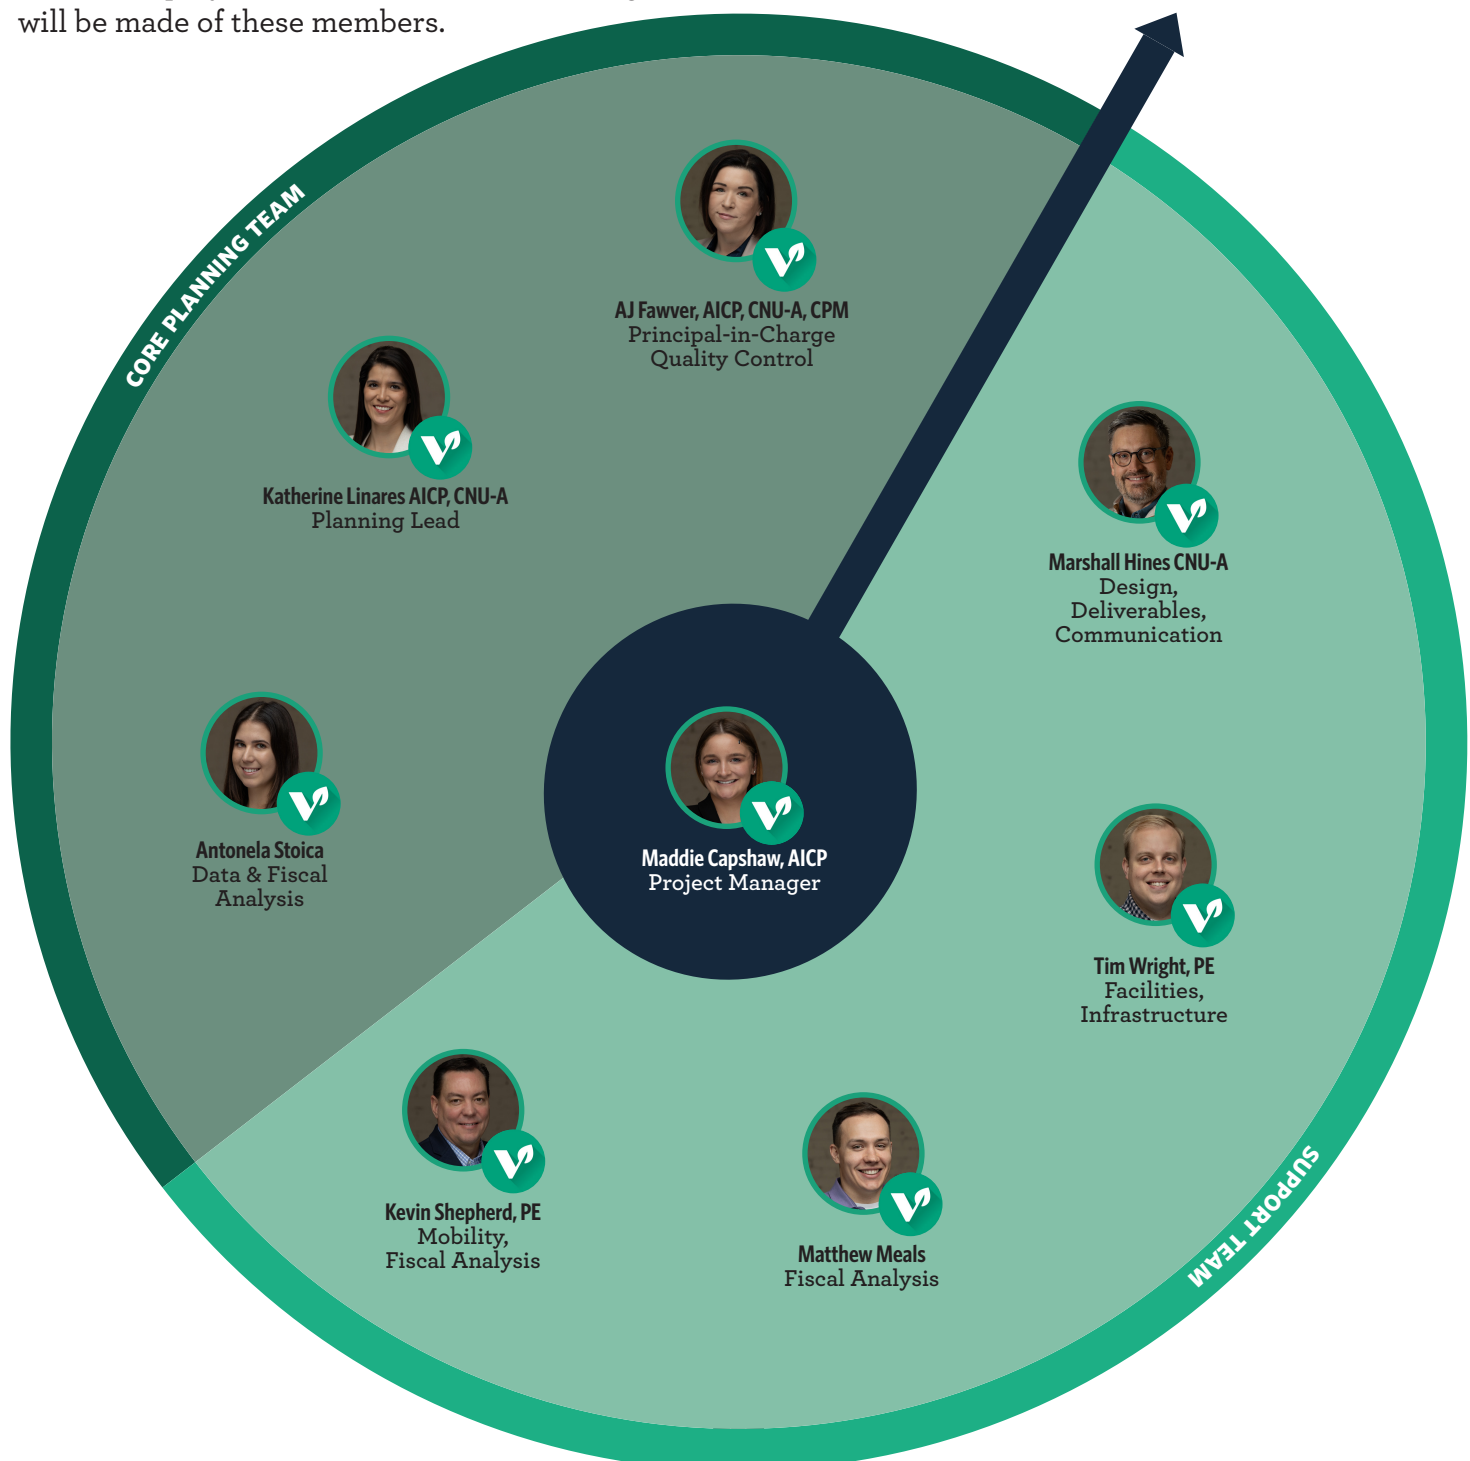 will be made of these members.
CORE PLANNING TEAM
AJ Fawver, AICP, CNU-A, CPM
Principal-in-Charge
Quality Control
Katherine Linares AICP, CNU-A
Planning Lead
Marshall Hines CNU-A
Design,
Deliverables,
Communication
Antonela Stoica
Data & Fiscal
Analysis
Maddie Capshaw, AICP
Project Manager
Tim Wright, PE
Facilities,
Infrastructure
Kevin Shepherd, PE
Mobility,
Fiscal Analysis
Matthew Meals
Fiscal Analysis
SUPPORT TEAM